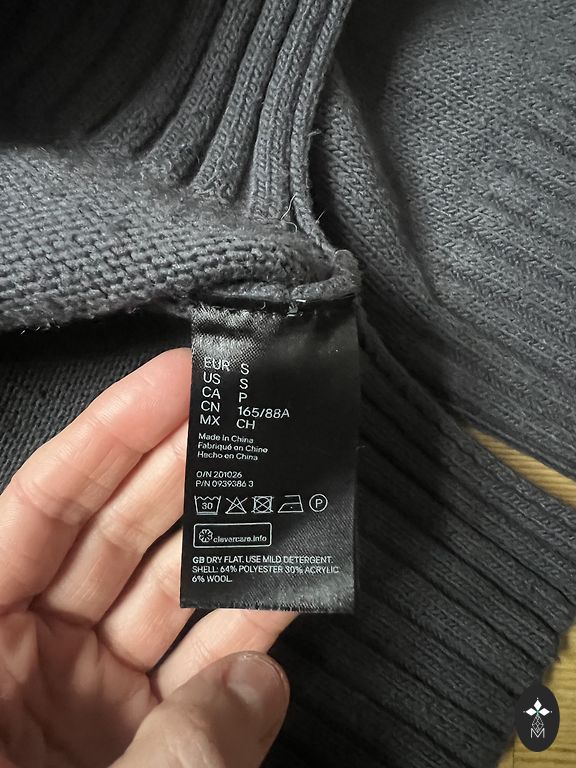 EUR S
US S
CA P
CN 165/88A
MX CH
Made in China
Fabriqué en Chine
Hecho en China
O/N 201026
P/N 0939386 3
30 P
clevercare.info
GB DRY FLAT. USE MILD DETERGENT.
SHELL: 64% POLYESTER 30% ACRYLIC
6% WOOL.
M